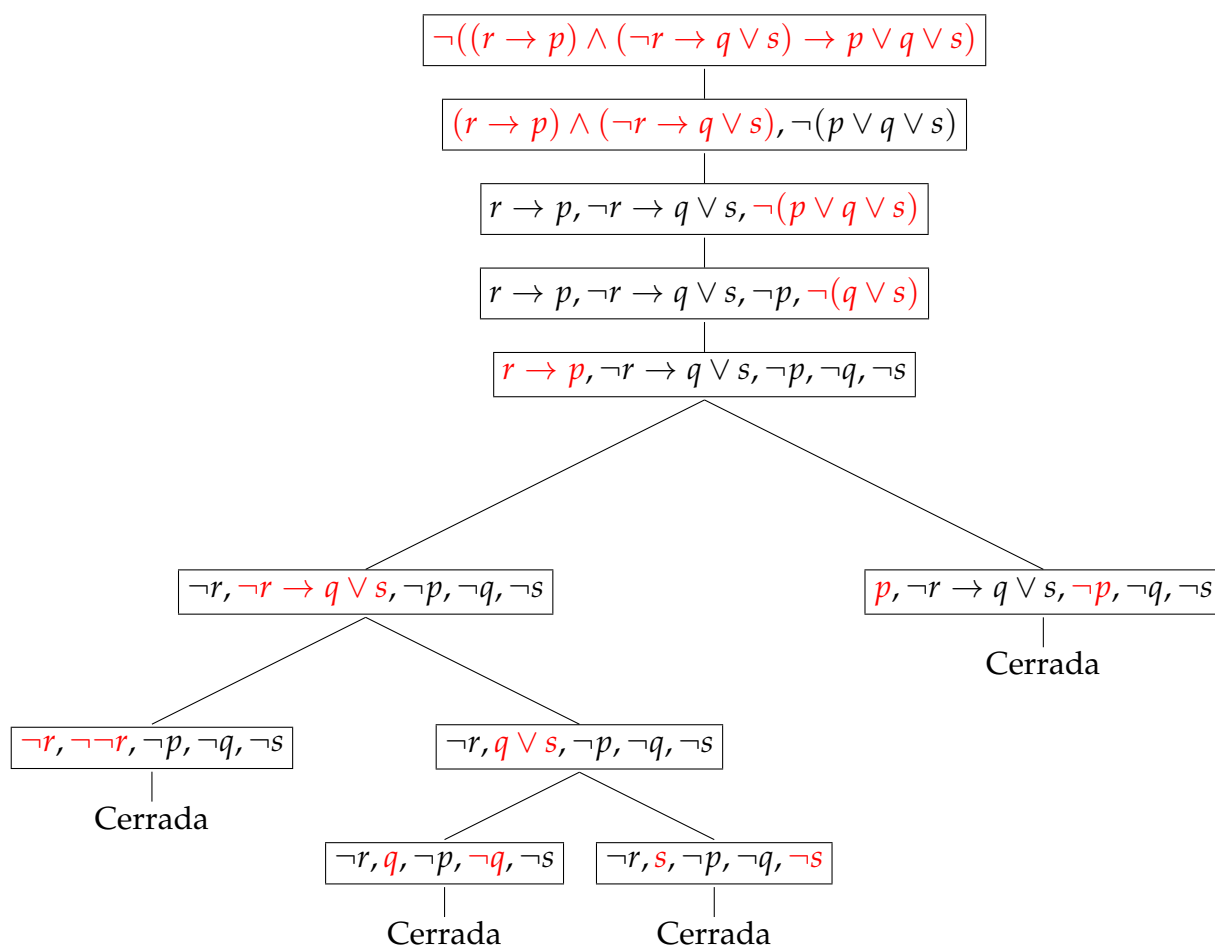 ¬((r → p) ∧ (¬r → q ∨ s) → p ∨ q ∨ s)
(r → p) ∧ (¬r → q ∨ s), ¬(p ∨ q ∨ s)
r → p, ¬r → q ∨ s, ¬(p ∨ q ∨ s)
r → p, ¬r → q ∨ s, ¬p, ¬(q ∨ s)
r → p, ¬r → q ∨ s, ¬p, ¬q, ¬s
¬r, ¬r → q ∨ s, ¬p, ¬q, ¬s
p, ¬r → q ∨ s, ¬p, ¬q, ¬s
Cerrada
¬r, ¬¬r, ¬p, ¬q, ¬s
¬r, q ∨ s, ¬p, ¬q, ¬s
Cerrada
¬r, q, ¬p, ¬q, ¬s
¬r, s, ¬p, ¬q, ¬s
Cerrada
Cerrada